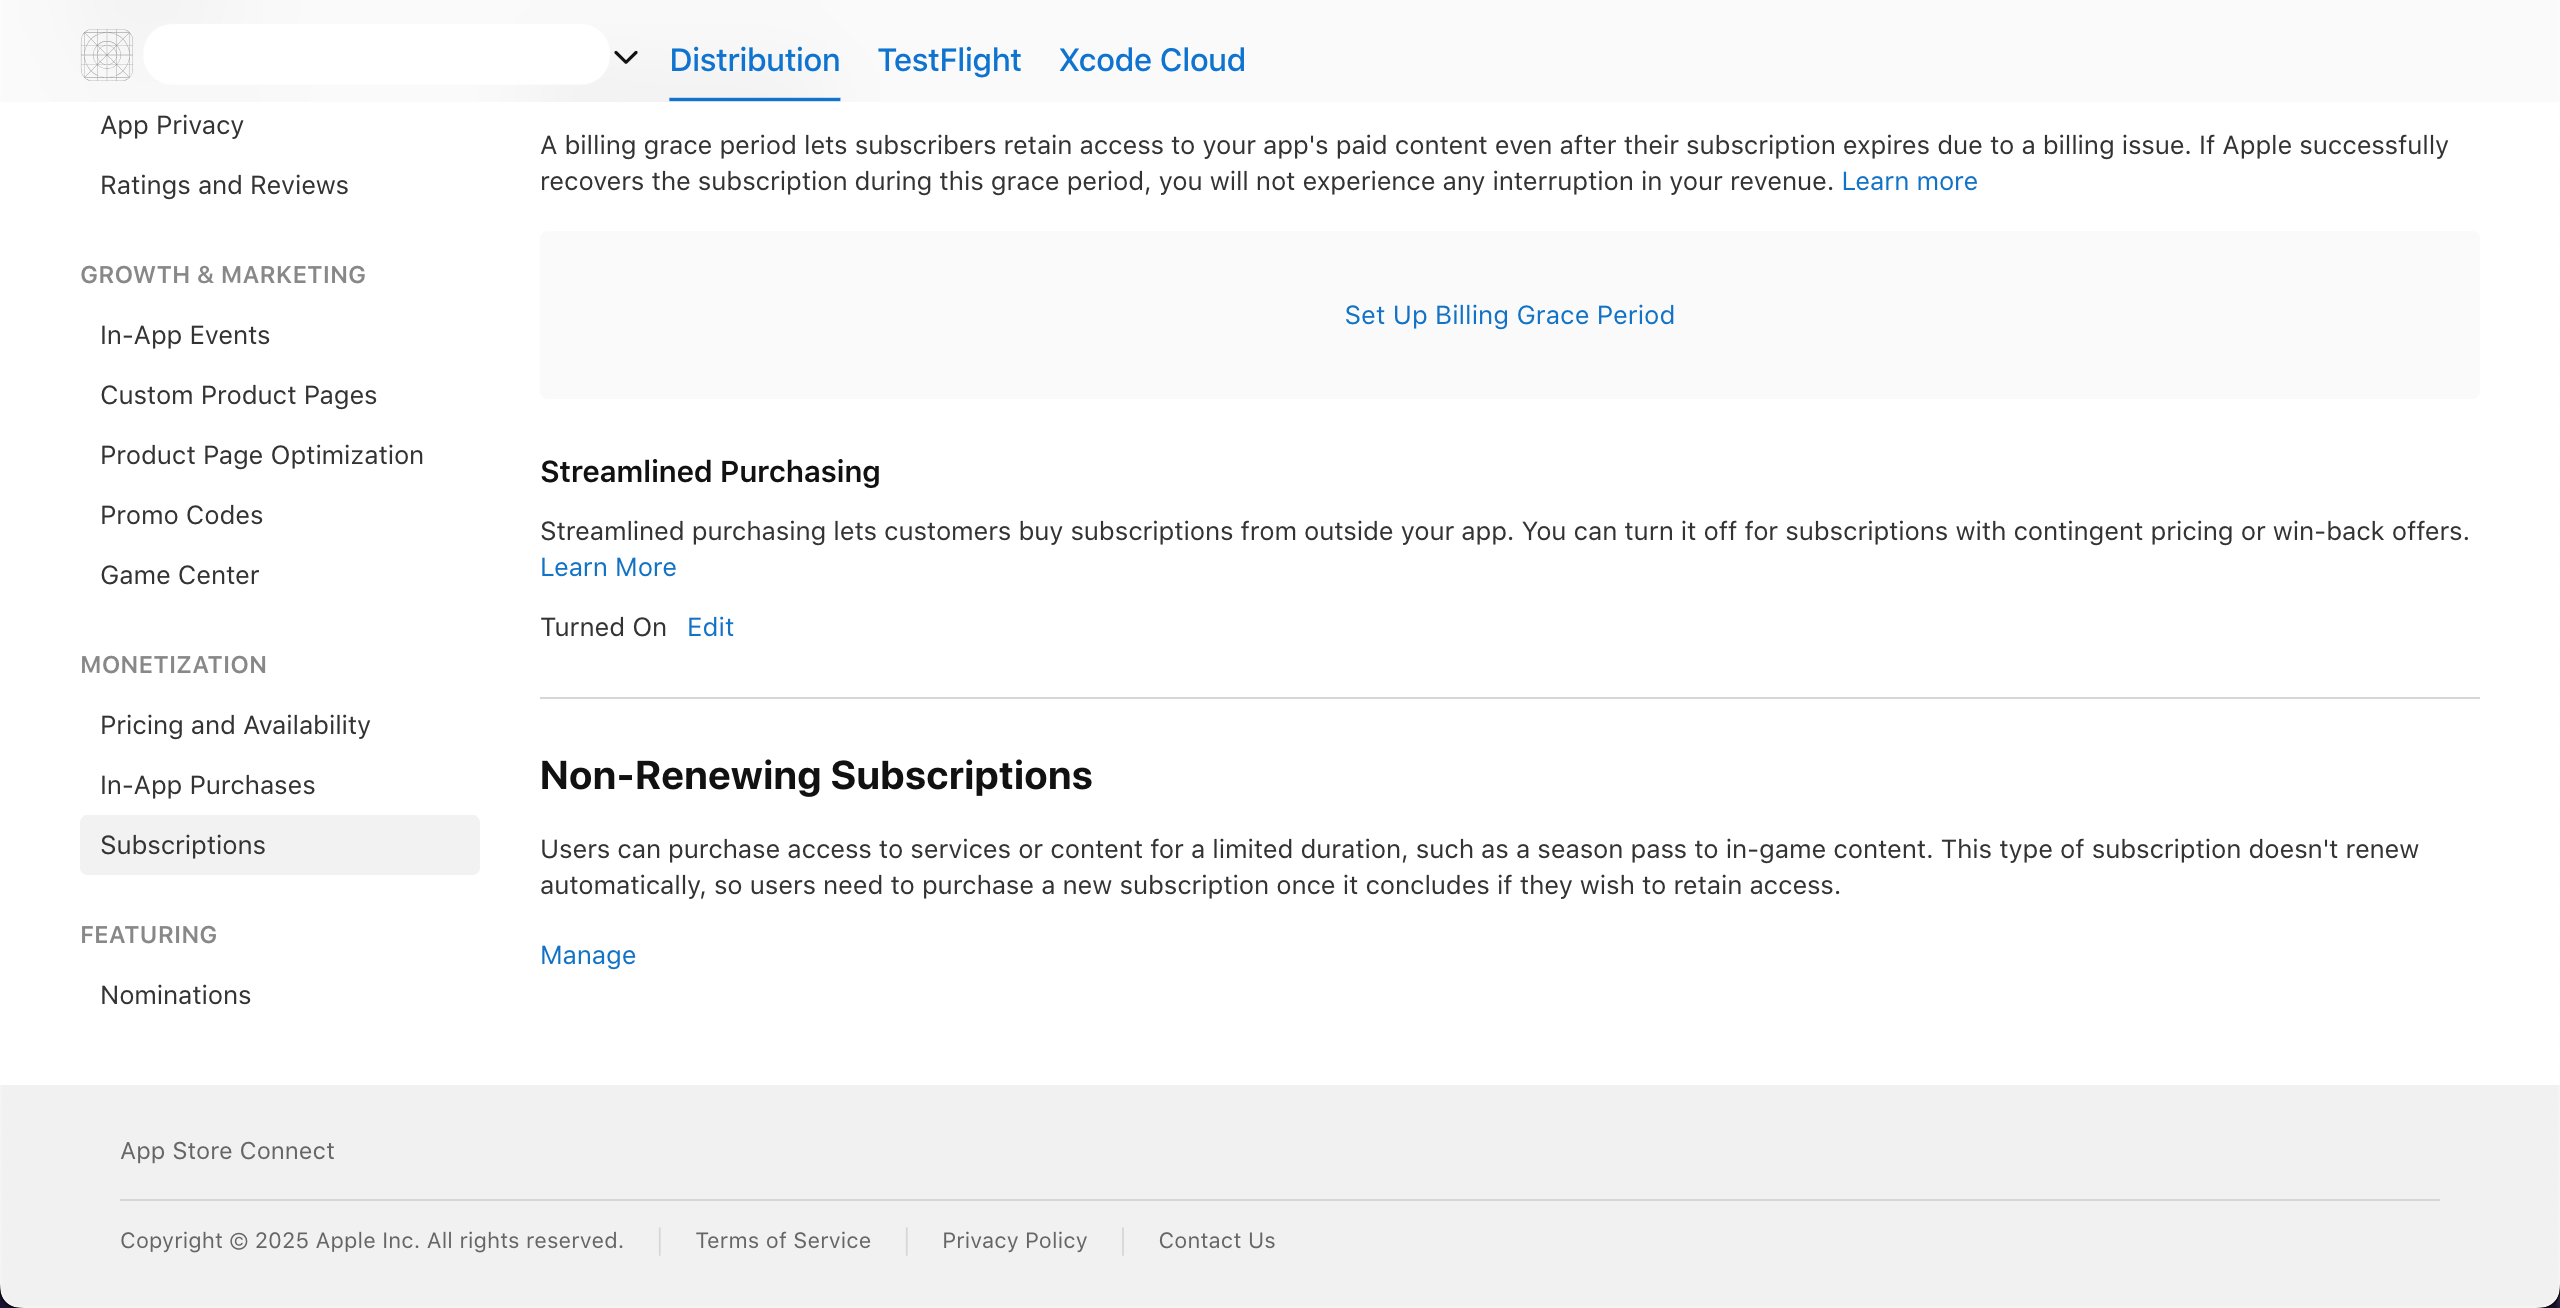 Distribution
TestFlight
Xcode Cloud
App Privacy
Ratings and Reviews
GROWTH & MARKETING
In-App Events
Custom Product Pages
Product Page Optimization
Promo Codes
Game Center
MONETIZATION
Pricing and Availability
In-App Purchases
Subscriptions
FEATURING
Nominations
A billing grace period lets subscribers retain access to your app's paid content even after their subscription expires due to a billing issue. If Apple successfully
recovers the subscription during this grace period, you will not experience any interruption in your revenue. Learn more
Set Up Billing Grace Period
Streamlined Purchasing
Streamlined purchasing lets customers buy subscriptions from outside your app. You can turn it off for subscriptions with contingent pricing or win-back offers.
Learn More
Turned On Edit
Non-Renewing Subscriptions
Users can purchase access to services or content for a limited duration, such as a season pass to in-game content. This type of subscription doesn't renew
automatically, so users need to purchase a new subscription once it concludes if they wish to retain access.
Manage
App Store Connect
Copyright © 2025 Apple Inc. All rights reserved.
Terms of Service
Privacy Policy
Contact Us